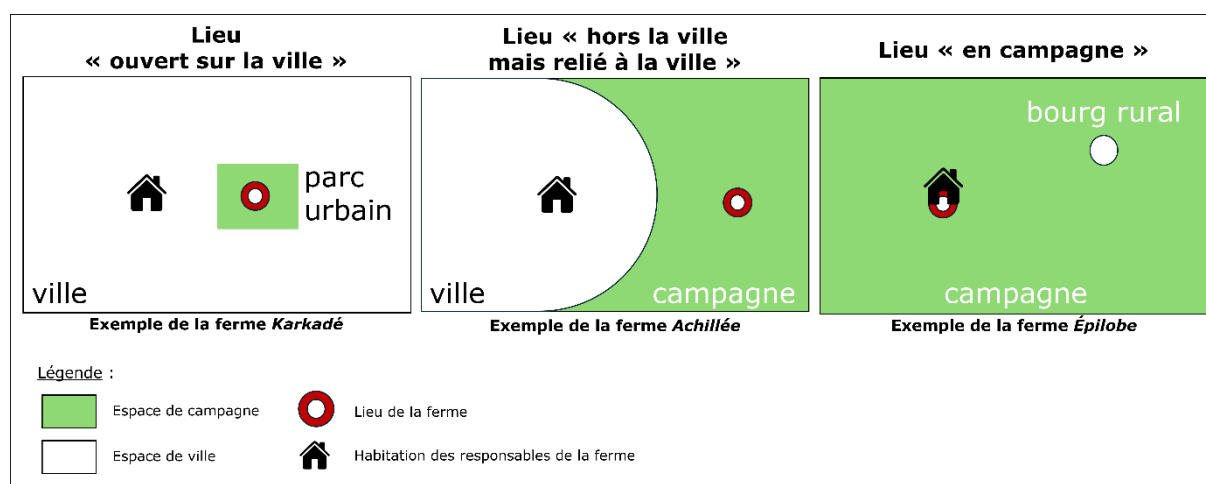 Lieu
« ouvert sur la ville »
parc
urbain
ville
Exemple de la ferme Karkadé
Lieu « hors la ville
mais relié à la ville »
ville
campagne
Exemple de la ferme Achillée
Lieu « en campagne »
bourg rural
campagne
Exemple de la ferme Épilobe
Légende :
Espace de campagne
Lieu de la ferme
Espace de ville
Habitation des responsables de la ferme